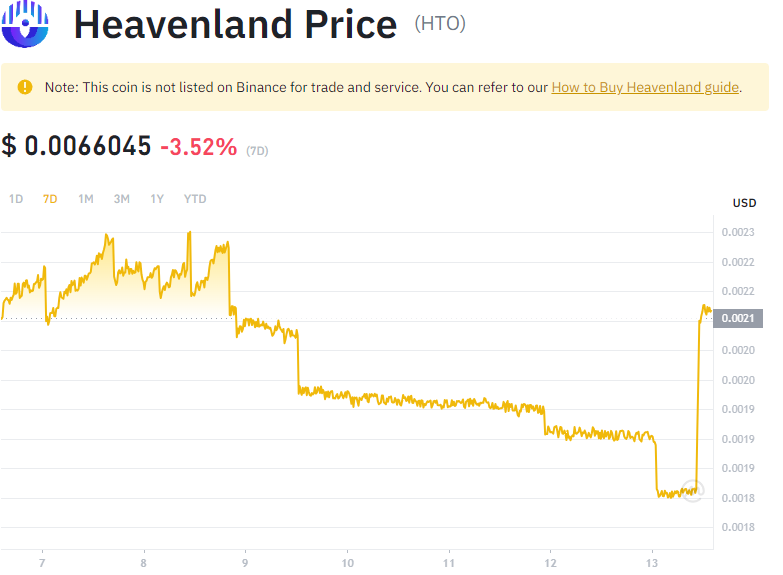 Heavenland Price (HTO)
Note: This coin is not listed on Binance for trade and service. You can refer to our How to Buy Heavenland guide.
$ 0.0066045 -3.52% (7D)
1D 7D 1M 3M 1Y YTD
USD
0.0023
0.0022
0.0022
0.0021
0.0020
0.0020
0.0019
0.0019
0.0019
0.0018
0.0018
7 8 9 10 11 12 13